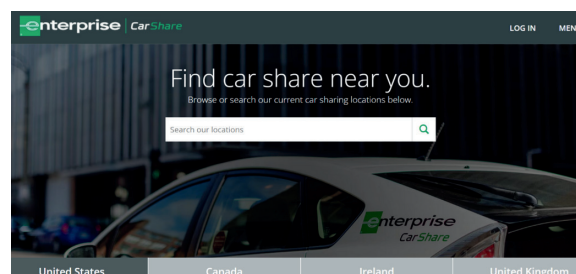 enterprise CarShare
LOG IN
MEN
Find car share near you.
Browse or search our current car sharing locations below.
Search our locations
enterprise
CarShare
United States
Canada
Ireland
United Kingdom